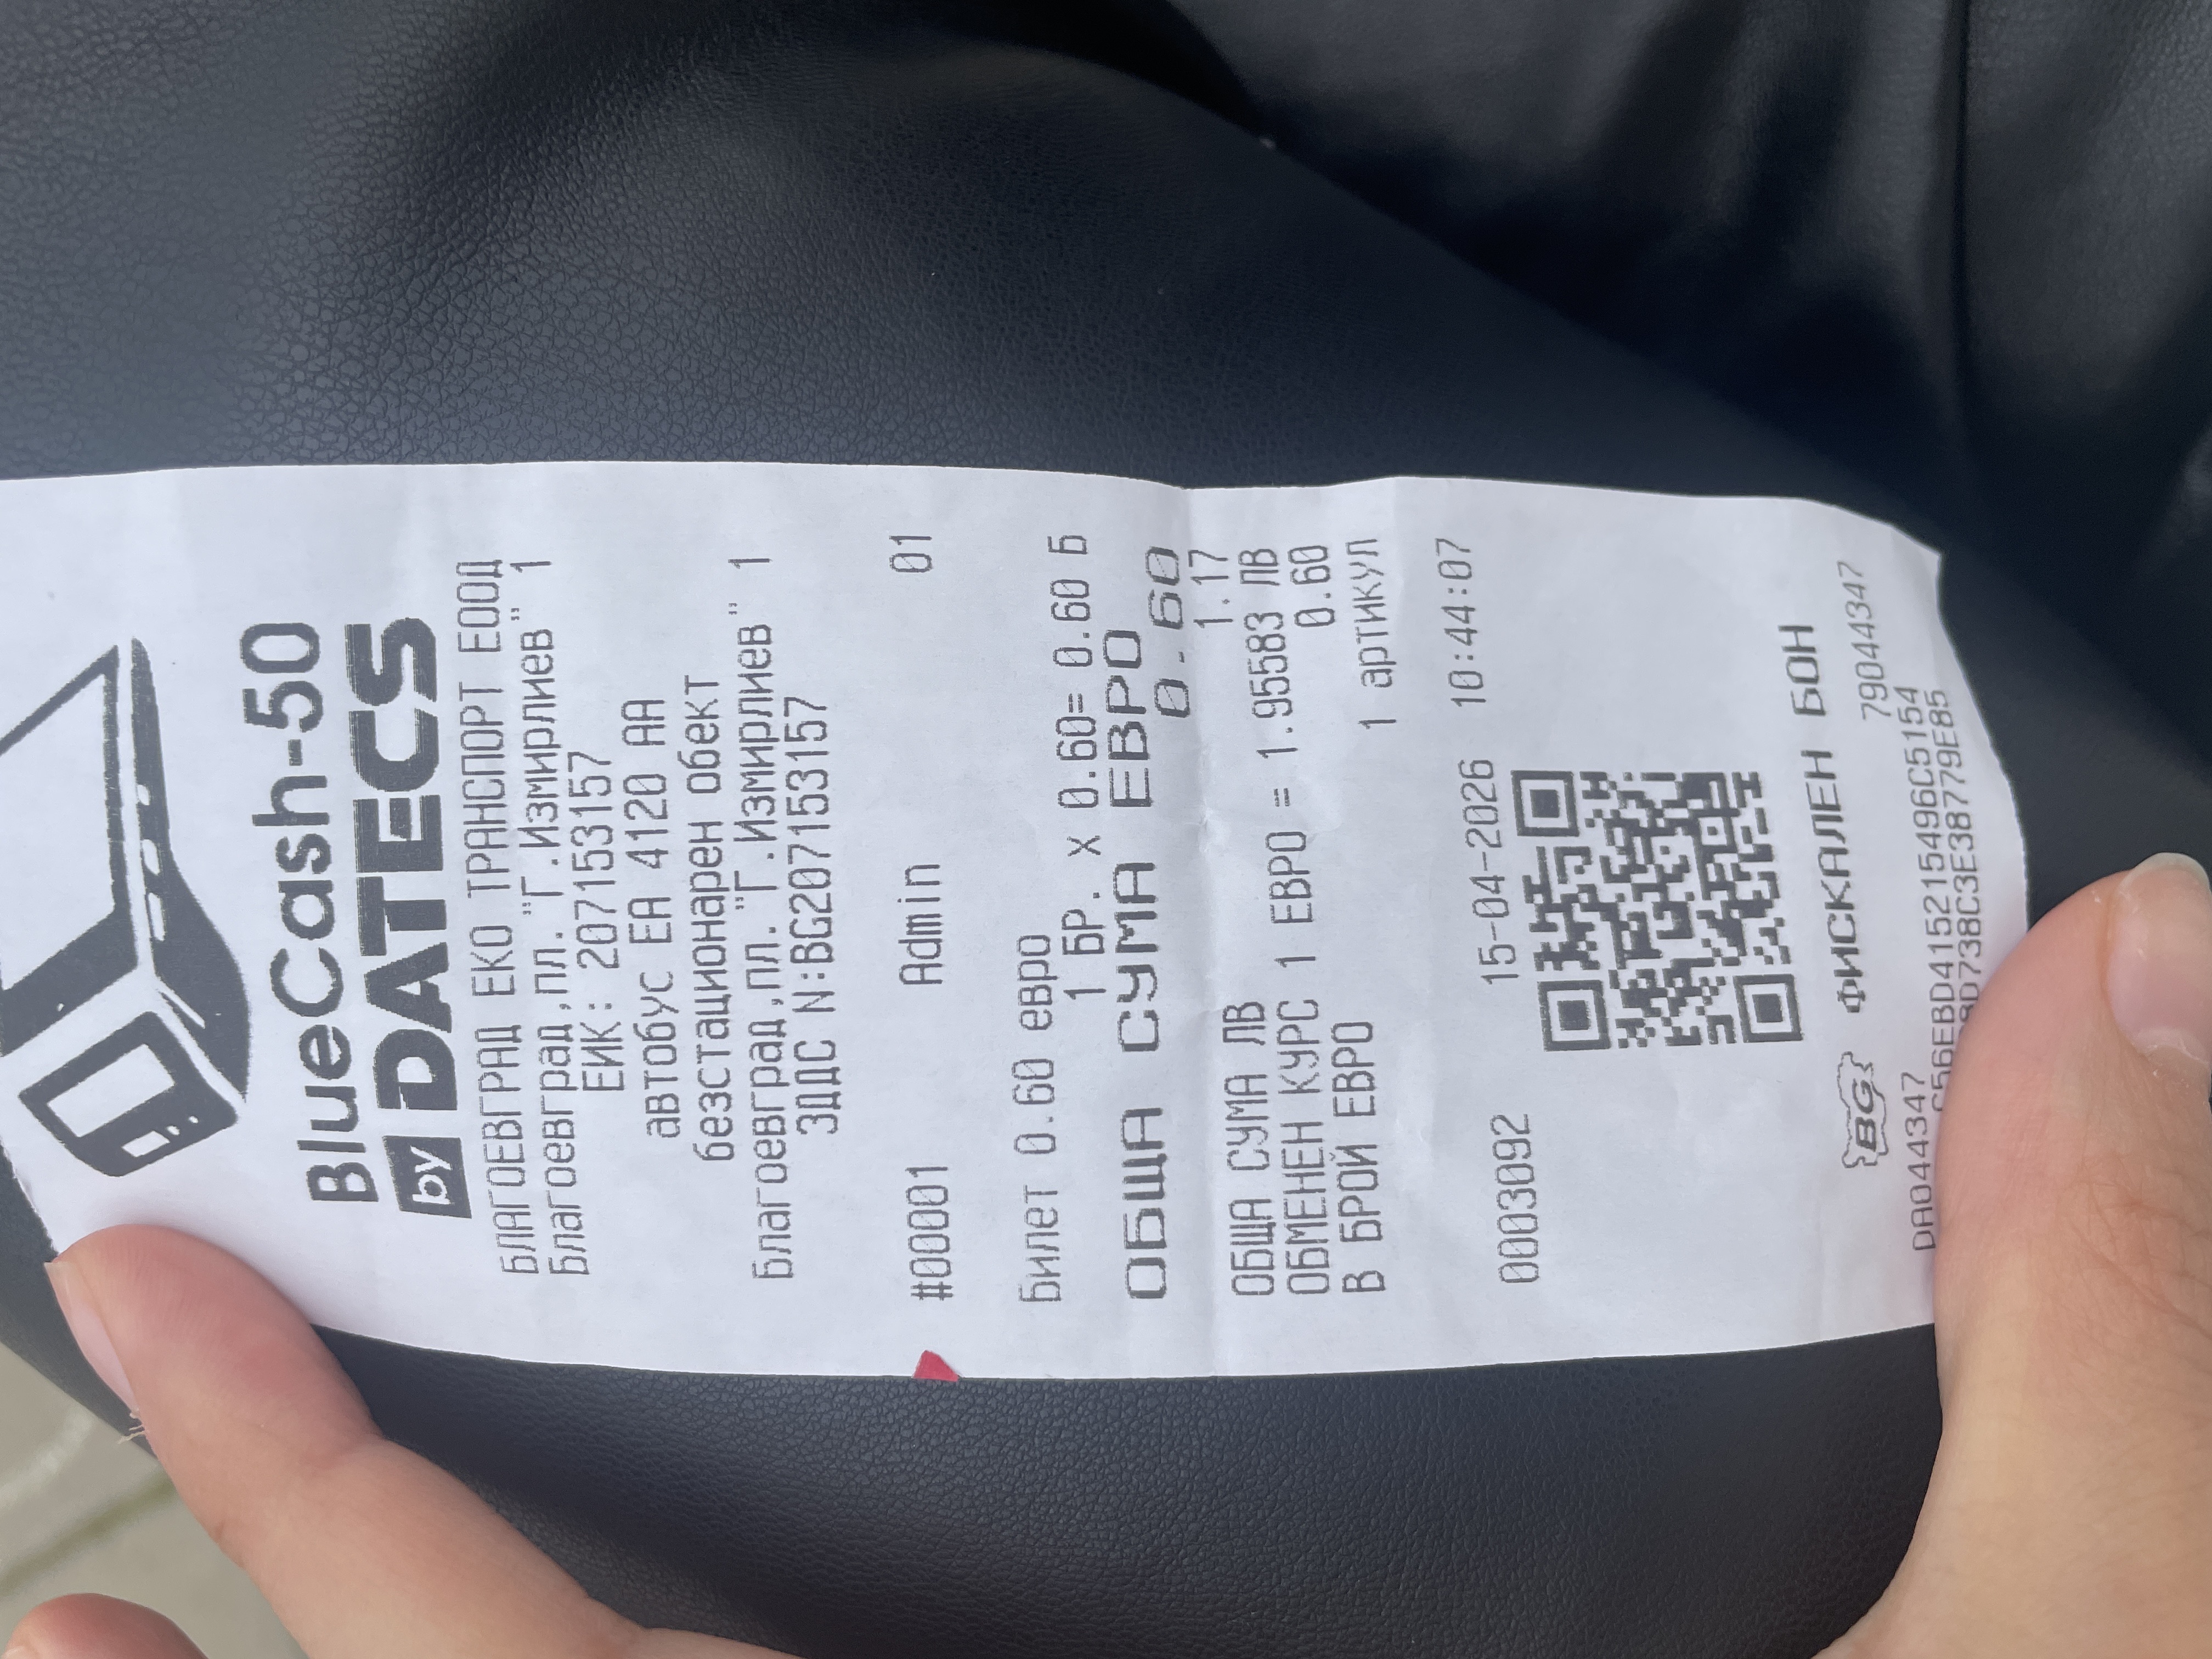 BlueCash-50
by DATECS
БЛАГОЕВГРАД ЕКО ТРАНСПОРТ ЕООД
Благоевград,пл. "Г.Измирлиев" 1
ЕИК: 207153157
автобус ЕА 4120 АА
безстационарен обект
Благоевград,пл. "Г.Измирлиев" 1
ЗДДС N:BG207153157
#00001 Admin 01
Билет 0.60 евро
1 БР. x 0.60= 0.60 Б
ОБЩА СУМА ЕВРО
0.60
ОБЩА СУМА ЛВ 1.17
ОБМЕНЕН КУРС 1 ЕВРО = 1.95583 ЛВ
В БРОЙ ЕВРО 0.60
1 артикул
0003092 15-04-2026 10:44:07
BG ФИСКАЛЕН БОН
DA044347 79044347